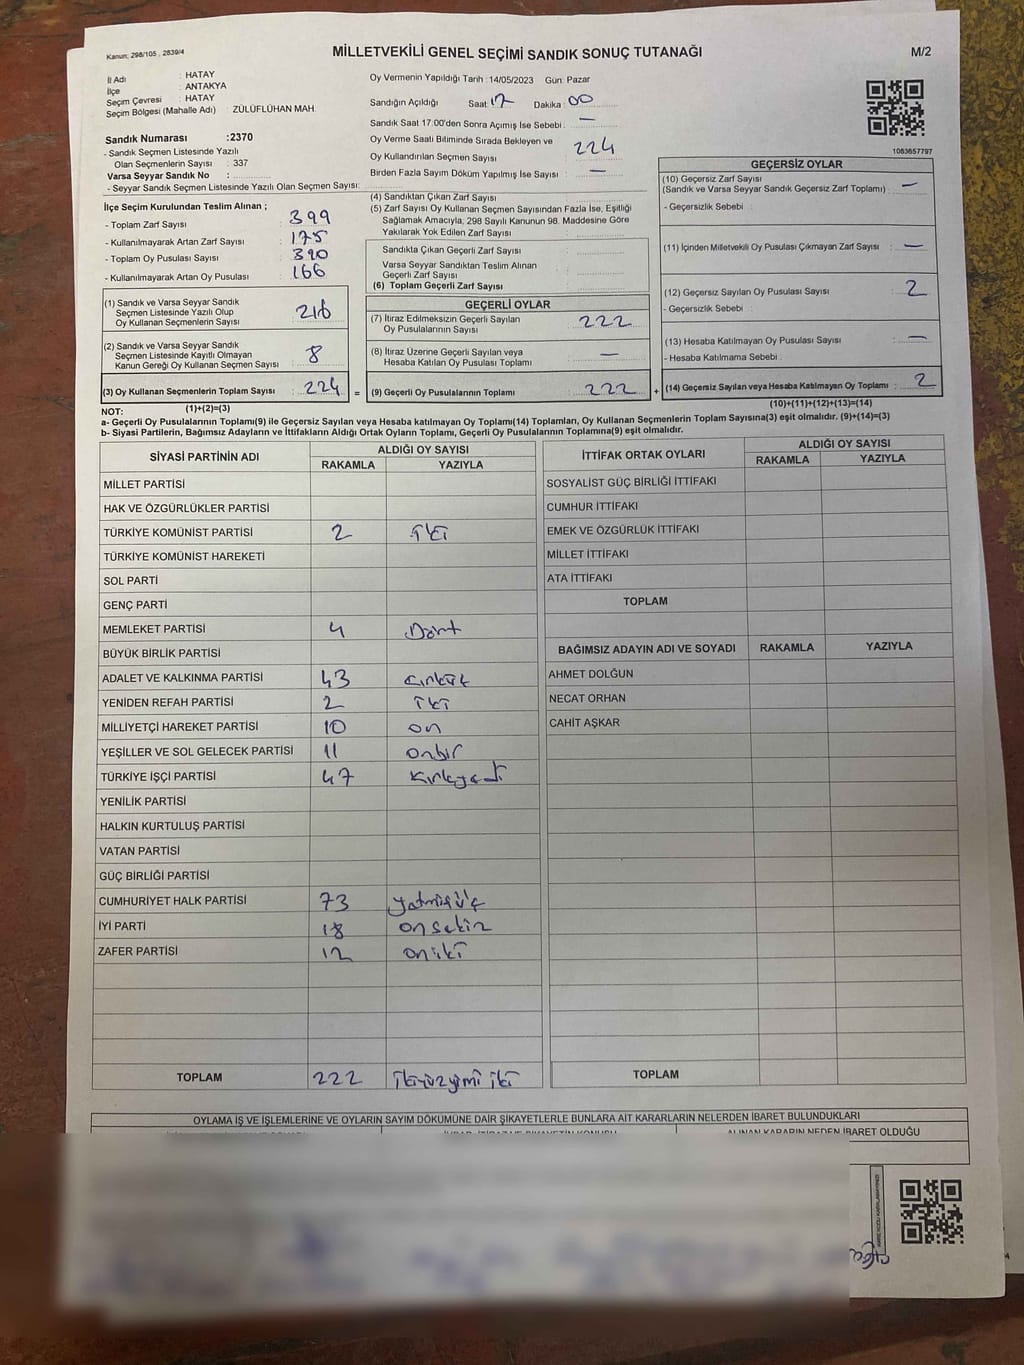 Kanun: 298/105 , 2839/4
MİLLETVEKİLİ GENEL SEÇİMİ SANDIK SONUÇ TUTANAĞI
M/2
İl Adı : HATAY
İlçe : ANTAKYA
Seçim Çevresi : HATAY
Seçim Bölgesi (Mahalle Adı) : ZÜLÜFLÜHAN MAH.
Sandık Numarası :2370
- Sandık Seçmen Listesinde Yazılı
Olan Seçmenlerin Sayısı : 337
Varsa Seyyar Sandık No :
- Seyyar Sandık Seçmen Listesinde Yazılı Olan Seçmen Sayısı:
Oy Vermenin Yapıldığı Tarih :14/05/2023 Gün: Pazar
Sandığın Açıldığı Saat: 17 Dakika : 00
Sandık Saat 17:00'den Sonra Açımış İse Sebebi : —
Oy Verme Saati Bitiminde Sırada Bekleyen ve
Oy Kullandırılan Seçmen Sayısı : 224
Birden Fazla Sayım Döküm Yapılmış İse Sayısı : —
1083657797
İlçe Seçim Kurulundan Teslim Alınan ;
- Toplam Zarf Sayısı : 399
- Kullanılmayarak Artan Zarf Sayısı : 175
- Toplam Oy Pusulası Sayısı : 390
- Kullanılmayarak Artan Oy Pusulası : 166
(4) Sandıktan Çıkan Zarf Sayısı :
(5) Zarf Sayısı Oy Kullanan Seçmen Sayısından Fazla İse, Eşitliği
Sağlamak Amacıyla, 298 Sayılı Kanunun 98. Maddesine Göre
Yakılarak Yok Edilen Zarf Sayısı :
Sandıkta Çıkan Geçerli Zarf Sayısı :
Varsa Seyyar Sandıktan Teslim Alınan
Geçerli Zarf Sayısı :
(6) Toplam Geçerli Zarf Sayısı :
(1) Sandık ve Varsa Seyyar Sandık
Seçmen Listesinde Yazılı Olup
Oy Kullanan Seçmenlerin Sayısı : 216
(2) Sandık ve Varsa Seyyar Sandık
Seçmen Listesinde Kayıtlı Olmayan
Kanun Gereği Oy Kullanan Seçmen Sayısı : 8
(3) Oy Kullanan Seçmenlerin Toplam Sayısı : 224 =
(1)+(2)=(3)
GEÇERLİ OYLAR
(7) İtiraz Edilmeksizin Geçerli Sayılan
Oy Pusulalarının Sayısı : 222
(8) İtiraz Üzerine Geçerli Sayılan veya
Hesaba Katılan Oy Pusulası Toplamı : —
(9) Geçerli Oy Pusulalarının Toplamı : 222 +
GEÇERSİZ OYLAR
(10) Geçersiz Zarf Sayısı
(Sandık ve Varsa Seyyar Sandık Geçersiz Zarf Toplamı) : —
- Geçersizlik Sebebi :
(11) İçinden Milletvekili Oy Pusulası Çıkmayan Zarf Sayısı : —
(12) Geçersiz Sayılan Oy Pusulası Sayısı : 2
- Geçersizlik Sebebi :
(13) Hesaba Katılmayan Oy Pusulası Sayısı : —
- Hesaba Katılmama Sebebi :
(14) Geçersiz Sayılan veya Hesaba Katılmayan Oy Toplamı : 2
(10)+(11)+(12)+(13)=(14)
NOT:
a- Geçerli Oy Pusulalarının Toplamı(9) ile Geçersiz Sayılan veya Hesaba katılmayan Oy Toplamı(14) Toplamları, Oy Kullanan Seçmenlerin Toplam Sayısına(3) eşit olmalıdır. (9)+(14)=(3)
b- Siyasi Partilerin, Bağımsız Adayların ve İttifakların Aldığı Ortak Oyların Toplamı, Geçerli Oy Pusulalarının Toplamına(9) eşit olmalıdır.
SİYASİ PARTİNİN ADI ALDIĞI OY SAYISI
RAKAMLA YAZIYLA
MİLLET PARTİSİ
HAK VE ÖZGÜRLÜKLER PARTİSİ
TÜRKİYE KOMÜNİST PARTİSİ 2 iki
TÜRKİYE KOMÜNİST HAREKETİ
SOL PARTİ
GENÇ PARTİ
MEMLEKET PARTİSİ 4 Dört
BÜYÜK BİRLİK PARTİSİ
ADALET VE KALKINMA PARTİSİ 43
YENİDEN REFAH PARTİSİ 2 iki
MİLLİYETÇİ HAREKET PARTİSİ 10 on
YEŞİLLER VE SOL GELECEK PARTİSİ 11 onbir
TÜRKİYE İŞÇİ PARTİSİ 47 kırkyedi
YENİLİK PARTİSİ
HALKIN KURTULUŞ PARTİSİ
VATAN PARTİSİ
GÜÇ BİRLİĞİ PARTİSİ
CUMHURİYET HALK PARTİSİ 73 yetmişüç
İYİ PARTİ 18 onsekiz
ZAFER PARTİSİ 12 oniki
TOPLAM 222 ikiyüzyirmi iki
İTTİFAK ORTAK OYLARI ALDIĞI OY SAYISI
RAKAMLA YAZIYLA
SOSYALİST GÜÇ BİRLİĞİ İTTİFAKI
CUMHUR İTTİFAKI
EMEK VE ÖZGÜRLÜK İTTİFAKI
MİLLET İTTİFAKI
ATA İTTİFAKI
TOPLAM
BAĞIMSIZ ADAYIN ADI VE SOYADI RAKAMLA YAZIYLA
AHMET DOLĞUN
NECAT ORHAN
CAHİT AŞKAR
TOPLAM
OYLAMA İŞ VE İŞLEMLERİNE VE OYLARIN SAYIM DÖKÜMÜNE DAİR ŞİKAYETLERLE BUNLARA AİT KARARLARIN NELERDEN İBARET BULUNDUKLARI
ALINAN KARARIN NEDEN İBARET OLDUĞU